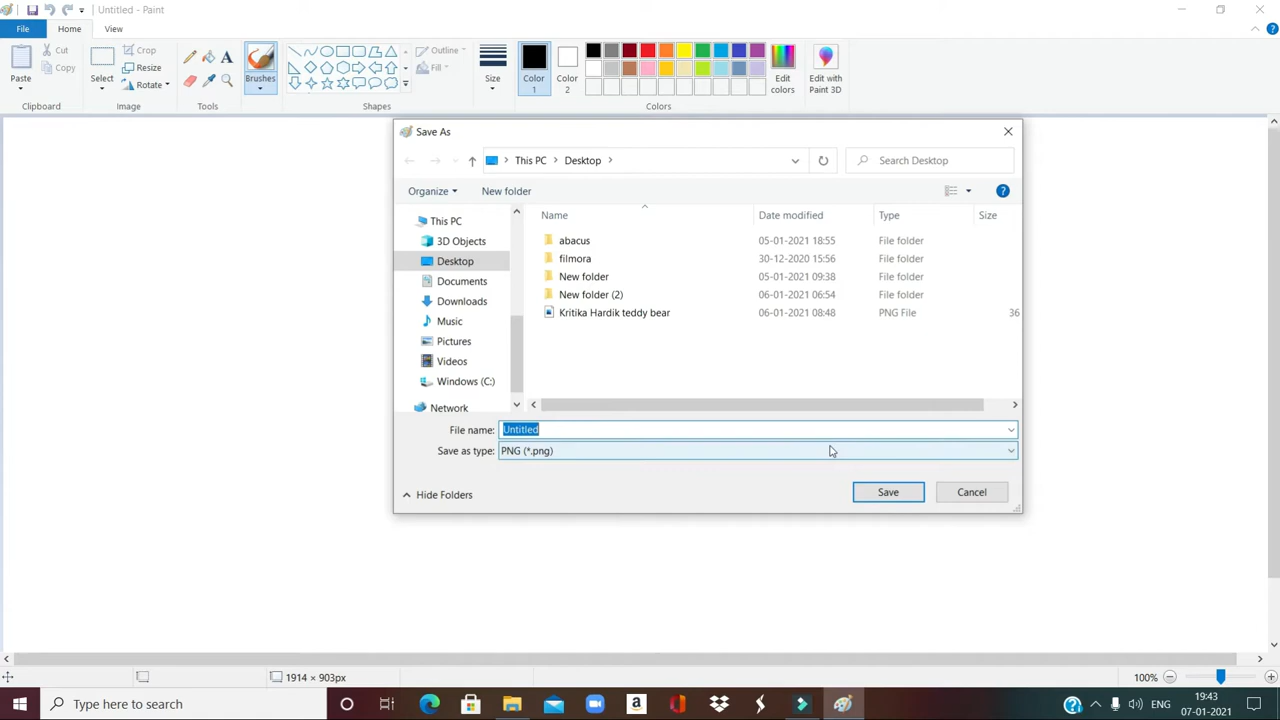 Untitled - Paint
File Home View
Paste
Cut
Copy
Clipboard
Select
Crop
Resize
Rotate
Image
Tools
Brushes
Shapes
Outline
Fill
Size
Color 1
Color 2
Colors
Edit colors
Edit with Paint 3D
Save As
This PC Desktop
Search Desktop
Organize New folder
Name Date modified Type Size
This PC
3D Objects
Desktop
Documents
Downloads
Music
Pictures
Videos
Windows (C:)
Network
abacus 05-01-2021 18:55 File folder
filmora 30-12-2020 15:56 File folder
New folder 05-01-2021 09:38 File folder
New folder (2) 06-01-2021 06:54 File folder
Kritika Hardik teddy bear 06-01-2021 08:48 PNG File 36
File name: Untitled
Save as type: PNG (*.png)
Hide Folders
Save Cancel
1914 × 903px 100%
Type here to search
ENG
19:43
07-01-2021